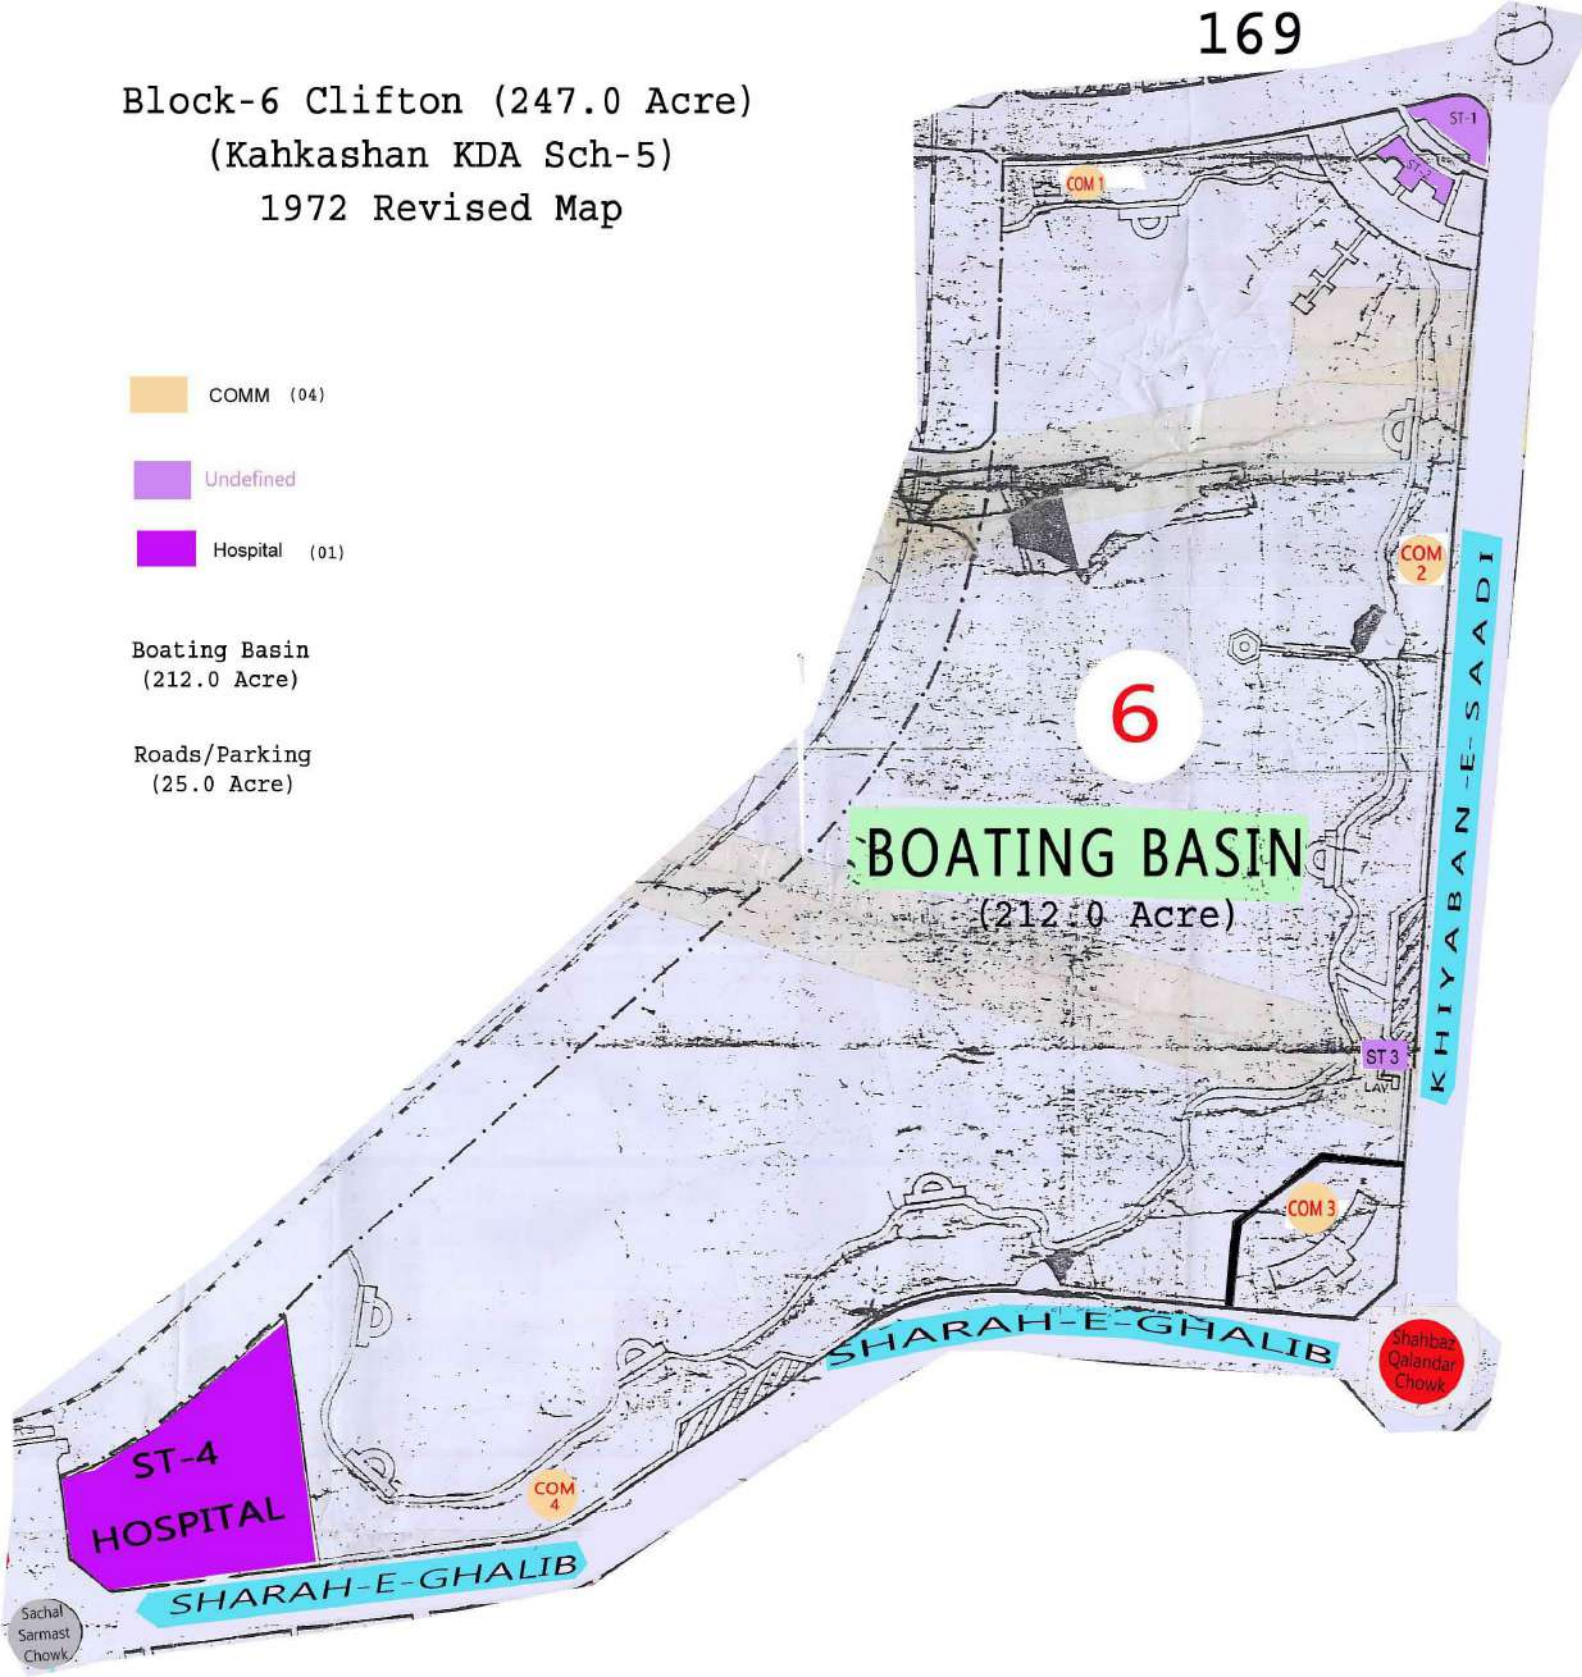 169
Block-6 Clifton (247.0 Acre)
(Kahkashan KDA Sch-5)
1972 Revised Map
COMM (04)
Undefined
Hospital (01)
Boating Basin
(212.0 Acre)
Roads/Parking
(25.0 Acre)
ST-1
ST-2
COM 1
COM
2
KHIYABAN-E-SAADI
6
BOATING BASIN
(212.0 Acre)
ST 3
LAV
COM 3
SHARAH-E-GHALIB
Shahbaz
Qalandar
Chowk
ST-4
HOSPITAL
COM
4
SHARAH-E-GHALIB
Sachal
Sarmast
Chowk